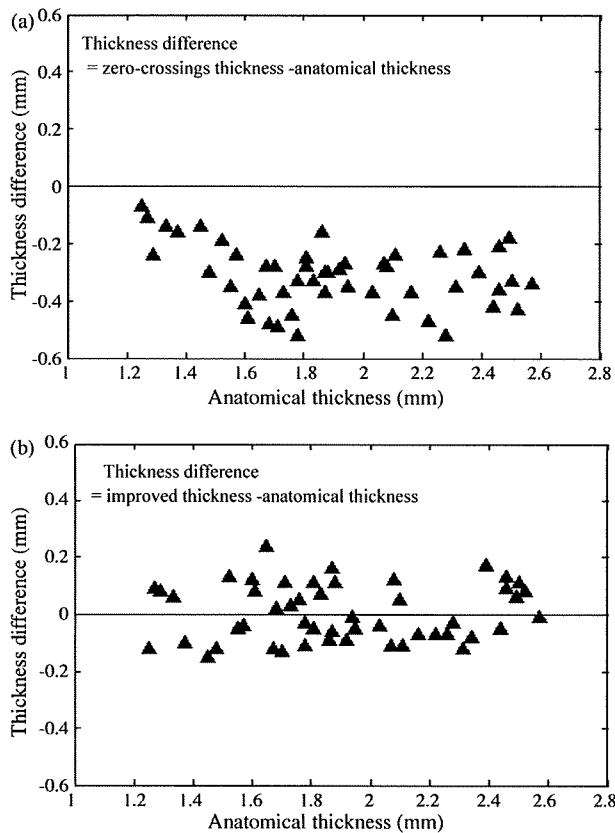 (a)
0.6
Thickness difference
= zero-crossings thickness -anatomical thickness
0.4
0.2
0
-0.2
-0.4
-0.6
Thickness difference (mm)
1 1.2 1.4 1.6 1.8 2 2.2 2.4 2.6 2.8
Anatomical thickness (mm)
(b)
0.6
Thickness difference
= improved thickness -anatomical thickness
0.4
0.2
0
-0.2
-0.4
-0.6
Thickness difference (mm)
1 1.2 1.4 1.6 1.8 2 2.2 2.4 2.6 2.8
Anatomical thickness (mm)